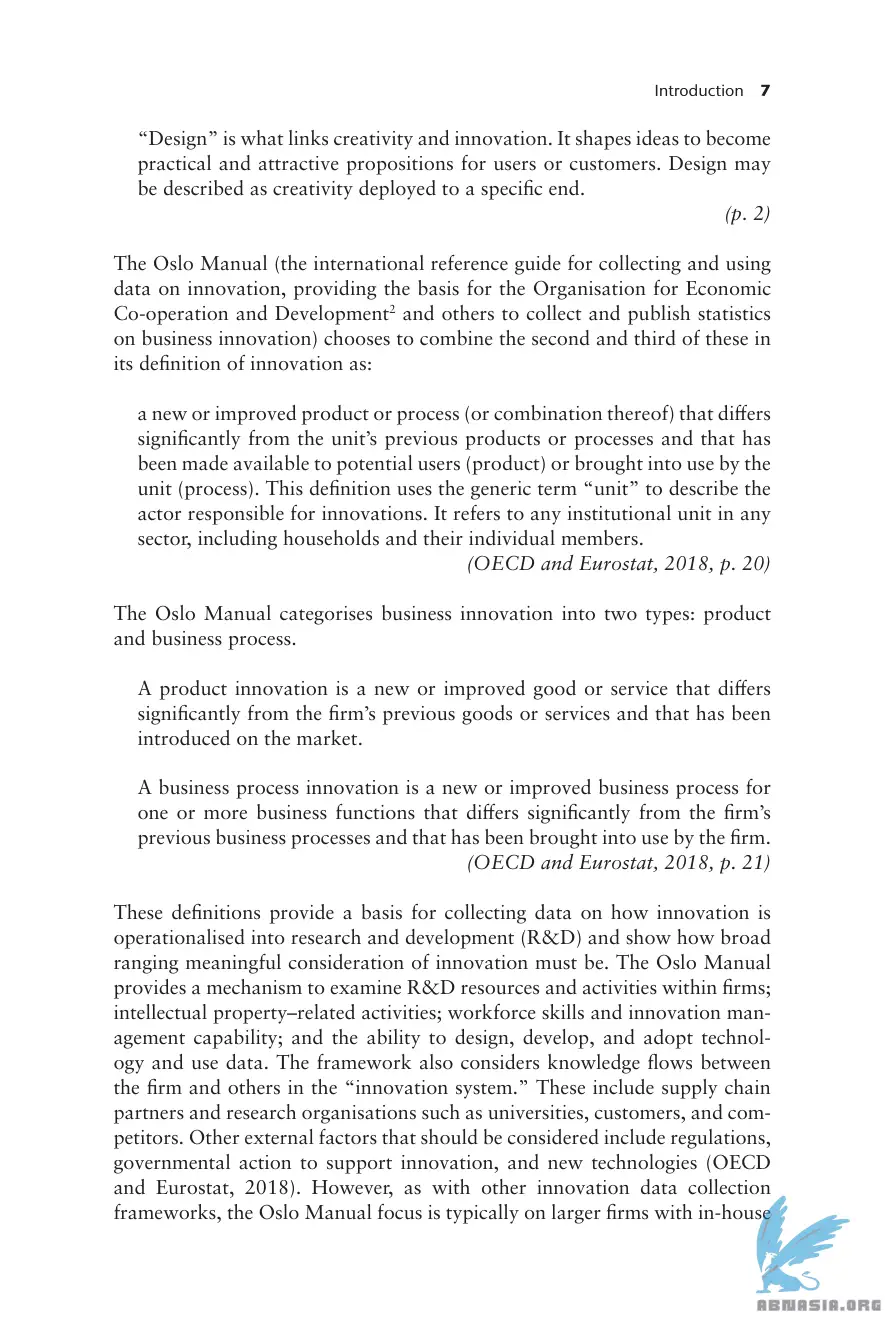 Introduction 7
“Design” is what links creativity and innovation. It shapes ideas to become
practical and attractive propositions for users or customers. Design may
be described as creativity deployed to a specific end.
(p. 2)
The Oslo Manual (the international reference guide for collecting and using
data on innovation, providing the basis for the Organisation for Economic
Co-operation and Development² and others to collect and publish statistics
on business innovation) chooses to combine the second and third of these in
its definition of innovation as:
a new or improved product or process (or combination thereof) that differs
significantly from the unit’s previous products or processes and that has
been made available to potential users (product) or brought into use by the
unit (process). This definition uses the generic term “unit” to describe the
actor responsible for innovations. It refers to any institutional unit in any
sector, including households and their individual members.
(OECD and Eurostat, 2018, p. 20)
The Oslo Manual categorises business innovation into two types: product
and business process.
A product innovation is a new or improved good or service that differs
significantly from the firm’s previous goods or services and that has been
introduced on the market.
A business process innovation is a new or improved business process for
one or more business functions that differs significantly from the firm’s
previous business processes and that has been brought into use by the firm.
(OECD and Eurostat, 2018, p. 21)
These definitions provide a basis for collecting data on how innovation is
operationalised into research and development (R&D) and show how broad
ranging meaningful consideration of innovation must be. The Oslo Manual
provides a mechanism to examine R&D resources and activities within firms;
intellectual property–related activities; workforce skills and innovation man-
agement capability; and the ability to design, develop, and adopt technol-
ogy and use data. The framework also considers knowledge flows between
the firm and others in the “innovation system.” These include supply chain
partners and research organisations such as universities, customers, and com-
petitors. Other external factors that should be considered include regulations,
governmental action to support innovation, and new technologies (OECD
and Eurostat, 2018). However, as with other innovation data collection
frameworks, the Oslo Manual focus is typically on larger firms with in-house
ABNASIA.ORG